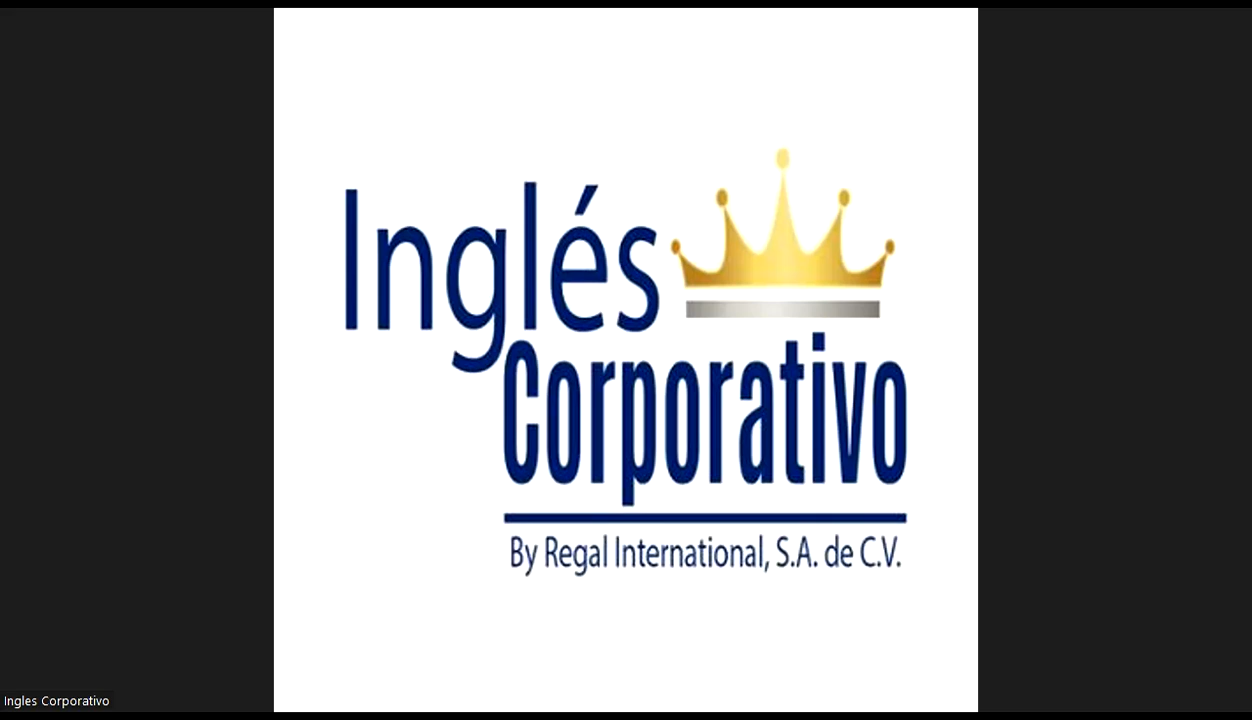 Inglés
Corporativo
By Regal International, S.A. de C.V.
Ingles Corporativo